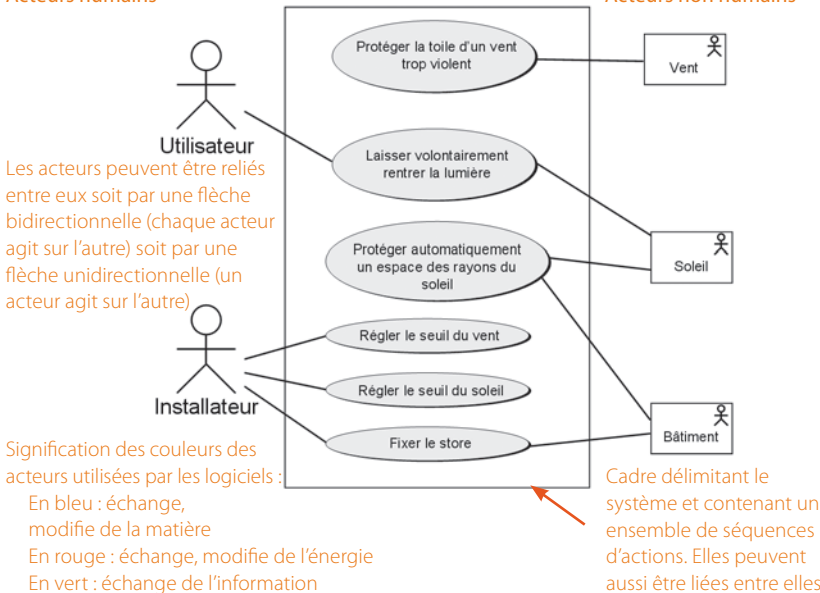 Acteurs humains
Acteurs non humains
Protéger la toile d'un vent
trop violent
Vent
Utilisateur
Laisser volontairement
rentrer la lumière
Les acteurs peuvent être reliés
entre eux soit par une flèche
bidirectionnelle (chaque acteur
agit sur l'autre) soit par une
flèche unidirectionnelle (un
acteur agit sur l'autre)
Protéger automatiquement
un espace des rayons du
soleil
Soleil
Régler le seuil du vent
Régler le seuil du soleil
Installateur
Fixer le store
Bâtiment
Signification des couleurs des
acteurs utilisées par les logiciels :
En bleu : échange,
modifie de la matière
En rouge : échange, modifie de l'énergie
En vert : échange de l'information
Cadre délimitant le
système et contenant un
ensemble de séquences
d'actions. Elles peuvent
aussi être liées entre elles